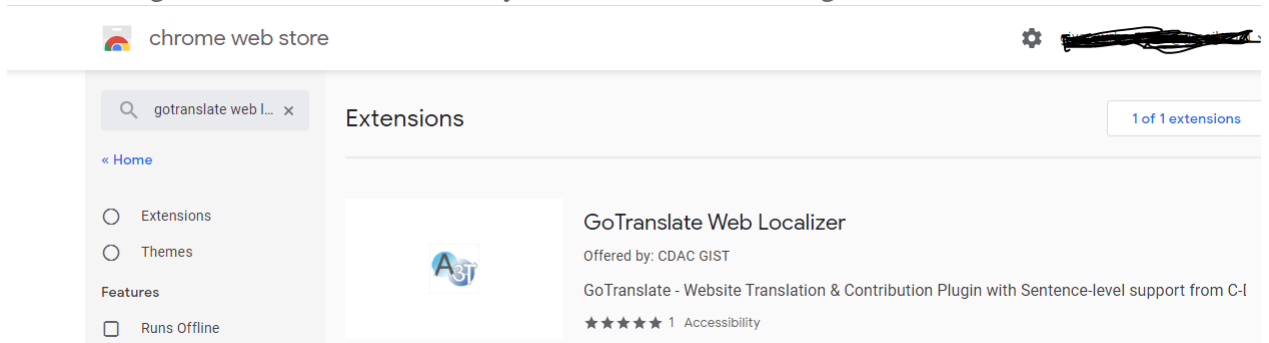 chrome web store
gotranslate web l...
Extensions
1 of 1 extensions
« Home
Extensions
Themes
Features
Runs Offline
GoTranslate Web Localizer
Offered by: CDAC GIST
GoTranslate - Website Translation & Contribution Plugin with Sentence-level support from
1 Accessibility
A3T